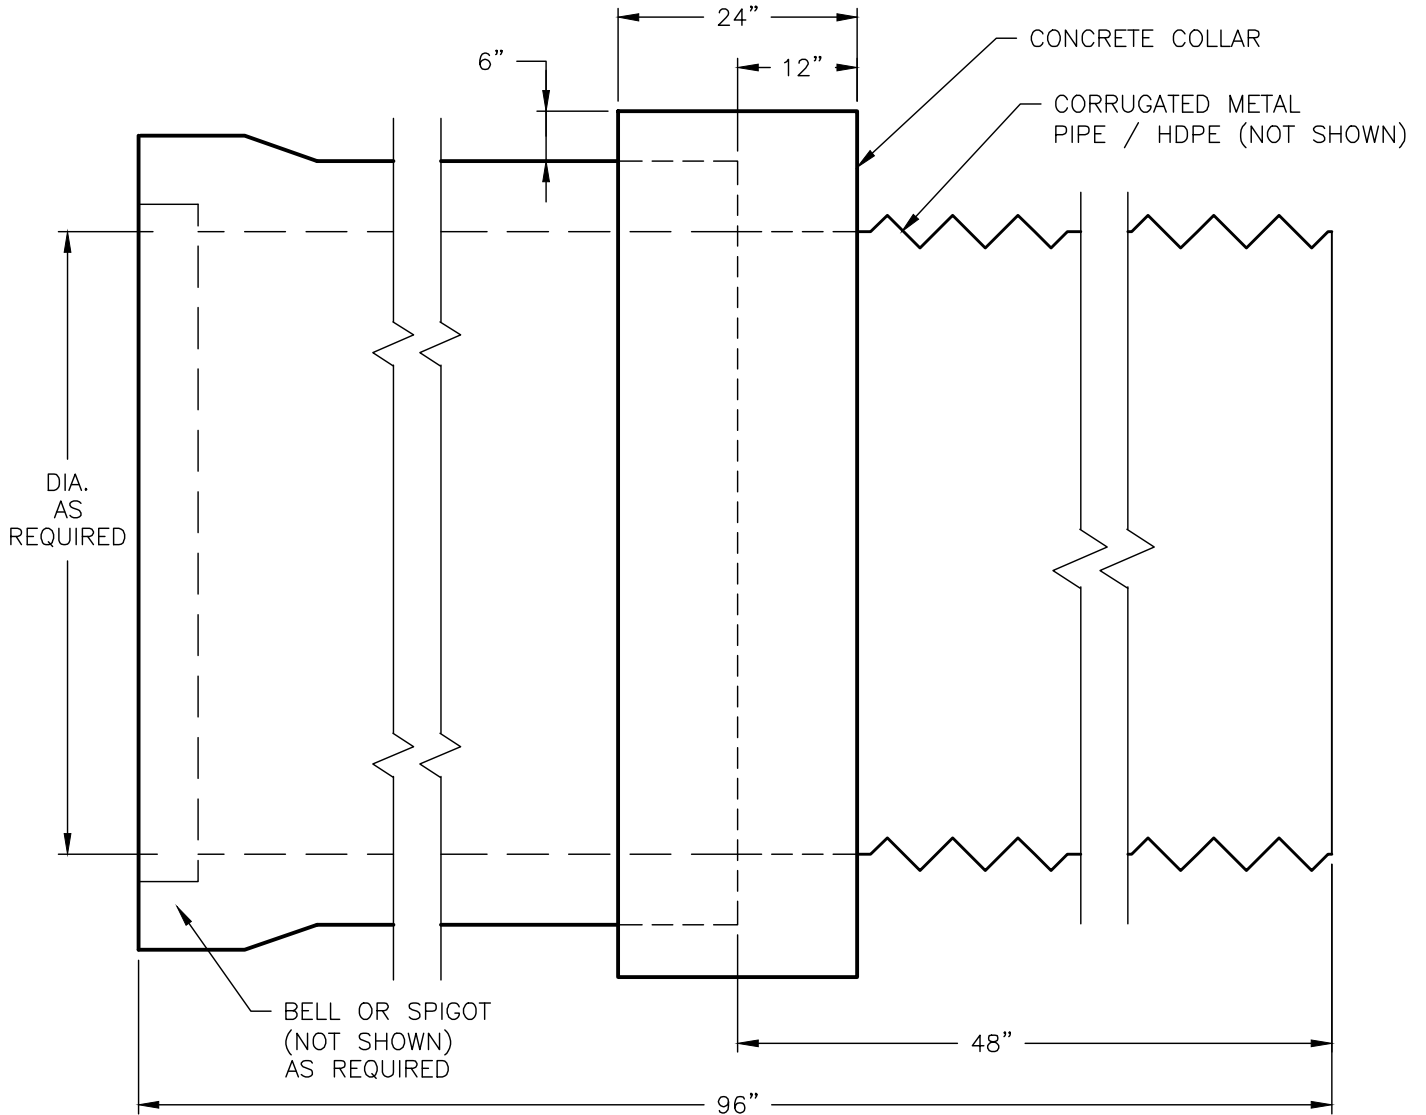 24”
6”
12”
CONCRETE COLLAR
CORRUGATED METAL
PIPE / HDPE (NOT SHOWN)
DIA.
AS
REQUIRED
BELL OR SPIGOT
(NOT SHOWN)
AS REQUIRED
48”
96”